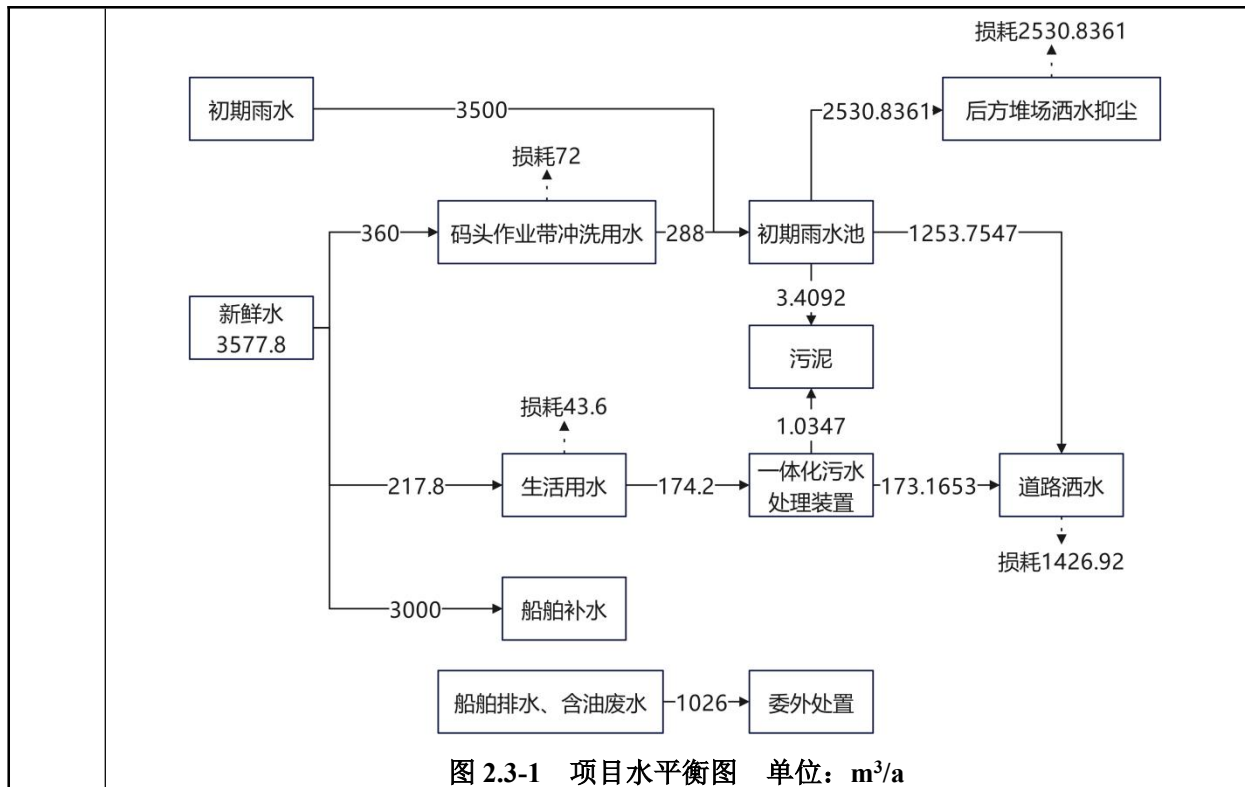 损耗2530.8361
初期雨水
3500
2530.8361
后方堆场洒水抑尘
损耗72
360
码头作业带冲洗用水
288
初期雨水池
1253.7547
3.4092
新鲜水
3577.8
污泥
损耗43.6
1.0347
217.8
生活用水
174.2
一体化污水
处理装置
173.1653
道路洒水
损耗1426.92
3000
船舶补水
船舶排水、含油废水
1026
委外处置
图 2.3-1 项目水平衡图 单位：m³/a